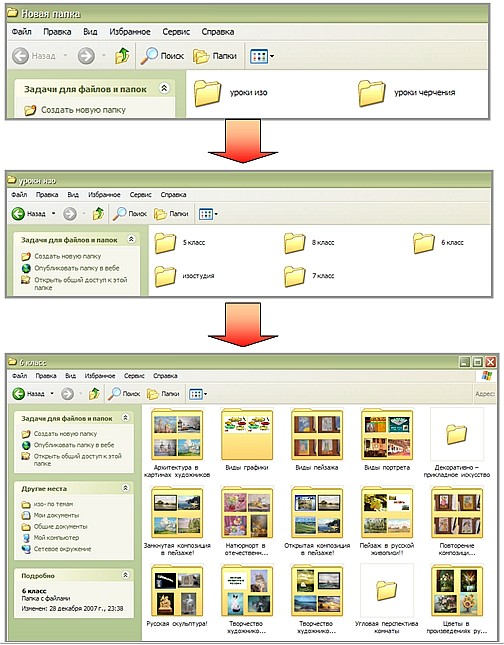 Новая папка
Файл Правка Вид Избранное Сервис Справка
Назад Поиск Папки
Задачи для файлов и папок
Создать новую папку
уроки изо уроки черчения
уроки изо
Файл Правка Вид Избранное Сервис Справка
Назад Поиск Папки
Задачи для файлов и папок
Создать новую папку
Опубликовать папку в вебе
Открыть общий доступ к этой
папке
5 класс 8 класс 6 класс
изостудия 7 класс
6 класс
Файл Правка Вид Избранное Сервис Справка
Назад Поиск Папки Адрес:
Задачи для файлов и папок
Создать новую папку
Опубликовать папку в вебе
Открыть общий доступ к этой
папке
Другие места
изо- по темам
Мои документы
Общие документы
Мой компьютер
Сетевое окружение
Подробно
6 класс
Папка с файлами
Изменен: 28 декабря 2007 г., 23:38
Архитектура в
картинах художников
Виды графики
Виды пейзажа
Виды портрета
Декоративно –
прикладное искусство
Замкнутая композиция
в пейзаже!
Натюрморт в
отечественн...
Открытая композиция
в пейзаже!
Пейзаж в русской
живописи!!
Повторение
компози...
Русская скульптура!
Творчество
художнико...
Творчество
художнико...
Угловая перспектива
комнаты
Цветы в
произведениях ру...